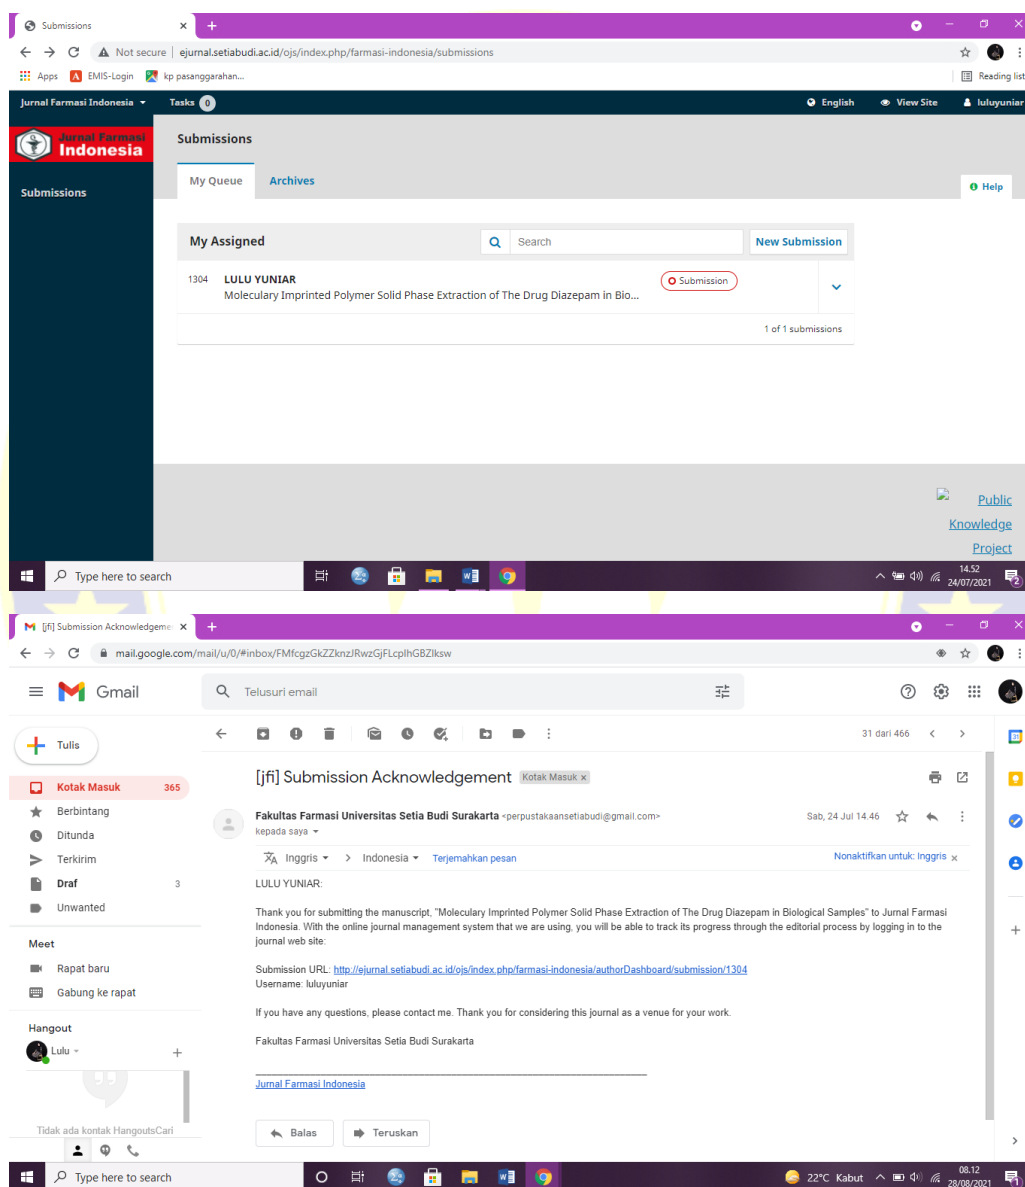 Submissions
Not secure ejurnal.setiabudi.ac.id/ojs/index.php/farmasi-indonesia/submissions
Apps EMIS-Login kp pasanggarahan... Reading list
Jurnal Farmasi Indonesia Tasks 0 English View Site luluyuniar
Jurnal Farmasi
Indonesia
Submissions
Submissions
My Queue Archives
Help
My Assigned Search New Submission
1304 LULU YUNIAR Submission
Moleculary Imprinted Polymer Solid Phase Extraction of The Drug Diazepam in Bio...
1 of 1 submissions
Public
Knowledge
Project
Type here to search 14.52
24/07/2021 2
[jfi] Submission Acknowledgeme
mail.google.com/mail/u/0/#inbox/FMfcgzGkZZknzJRwzGjFLcplhGBZlksw
Gmail Telusuri email
Tulis 31 dari 466
Kotak Masuk 365
Berbintang
Ditunda
Terkirim
Draf 3
Unwanted
Meet
Rapat baru
Gabung ke rapat
Hangout
Lulu
Tidak ada kontak HangoutsCari
[jfi] Submission Acknowledgement Kotak Masuk x
Fakultas Farmasi Universitas Setia Budi Surakarta <perpustakaansetiabudi@gmail.com> Sab, 24 Jul 14.46
kepada saya
Inggris > Indonesia Terjemahkan pesan Nonaktifkan untuk: Inggris x
LULU YUNIAR:
Thank you for submitting the manuscript, "Moleculary Imprinted Polymer Solid Phase Extraction of The Drug Diazepam in Biological Samples" to Jurnal Farmasi
Indonesia. With the online journal management system that we are using, you will be able to track its progress through the editorial process by logging in to the
journal web site:
Submission URL: http://ejurnal.setiabudi.ac.id/ojs/index.php/farmasi-indonesia/authorDashboard/submission/1304
Username: luluyuniar
If you have any questions, please contact me. Thank you for considering this journal as a venue for your work.
Fakultas Farmasi Universitas Setia Budi Surakarta
Jurnal Farmasi Indonesia
Balas Teruskan
Type here to search 22°C Kabut 08.12
28/08/2021